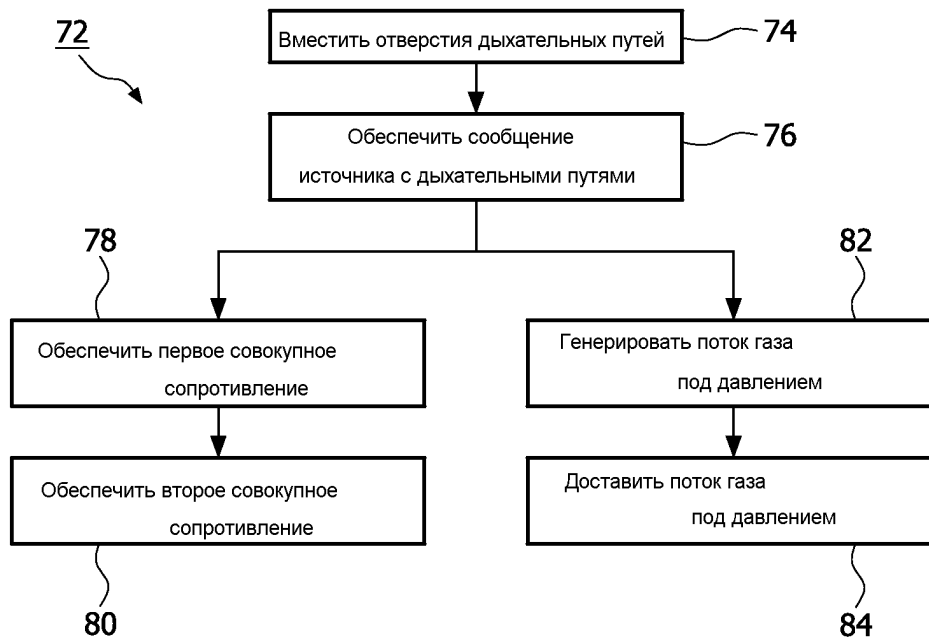 72
Вместить отверстия дыхательных путей
74
Обеспечить сообщение
источника с дыхательными путями
76
78
82
Обеспечить первое совокупное
сопротивление
Генерировать поток газа
под давлением
Обеспечить второе совокупное
сопротивление
Доставить поток газа
под давлением
80
84